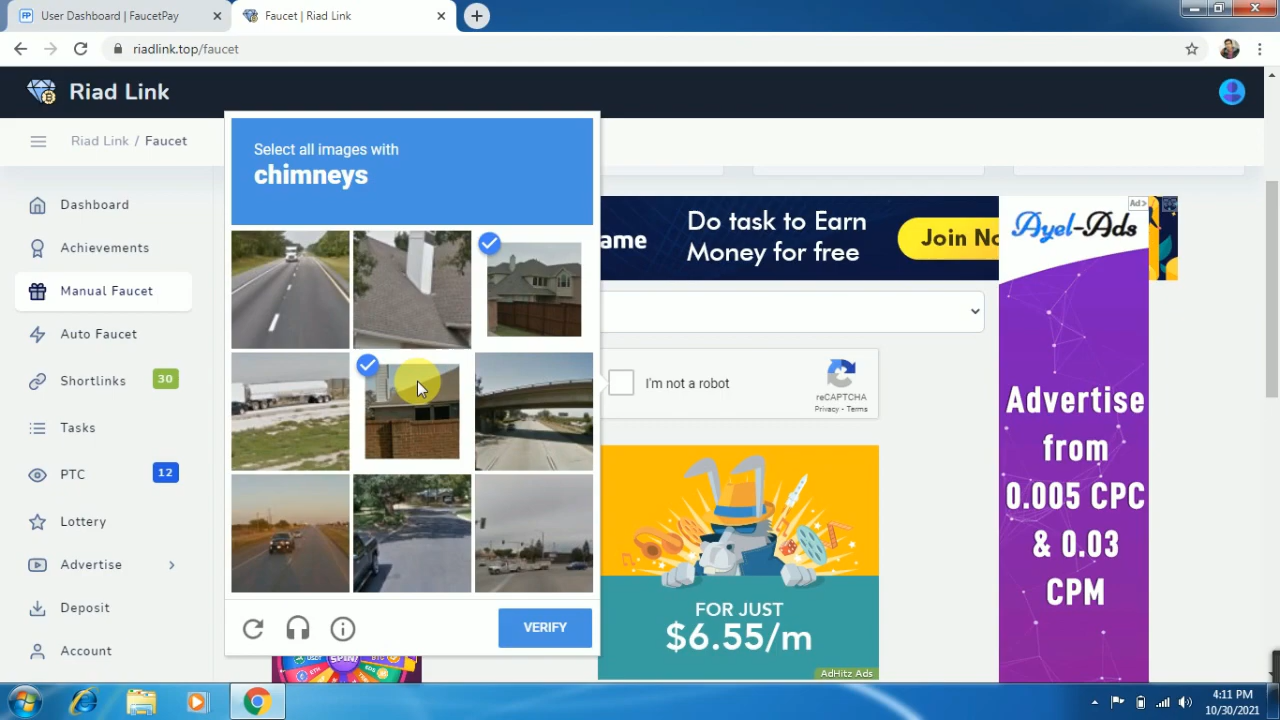 User Dashboard | FaucetPay
Faucet | Riad Link
riadlink.top/faucet
Riad Link
Riad Link / Faucet
Dashboard
Achievements
Manual Faucet
Auto Faucet
Shortlinks 30
Tasks
PTC 12
Lottery
Advertise
Deposit
Account
Select all images with
chimneys
VERIFY
ame
Do task to Earn
Money for free
Join No
I'm not a robot
reCAPTCHA
Privacy - Terms
FOR JUST
$6.55/m
AdHitz Ads
Ad
Ayel-Ads
Advertise
from
0.005 CPC
& 0.03
CPM
SPIN!
4:11 PM
10/30/2021